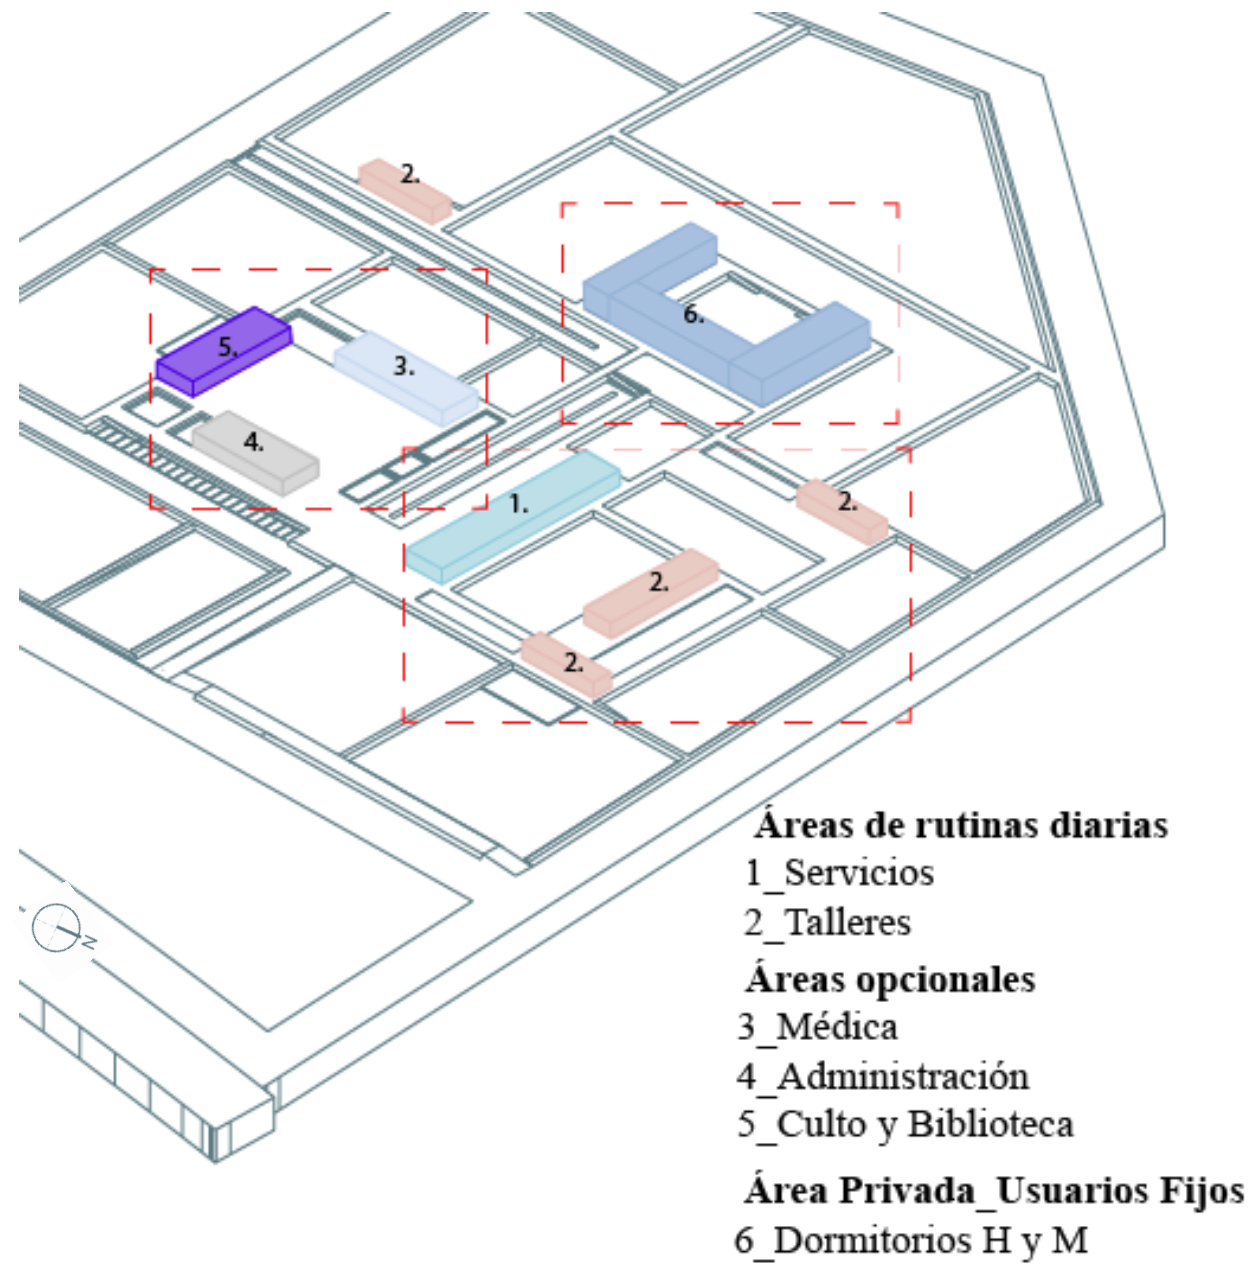 2.
6.
5.
3.
4.
1.
2.
2.
2.
Áreas de rutinas diarias
1_Servicios
2_Talleres
Áreas opcionales
N
3_Médica
4_Administración
5_Culto y Biblioteca
Área Privada_Usuarios Fijos
6_Dormitorios H y M